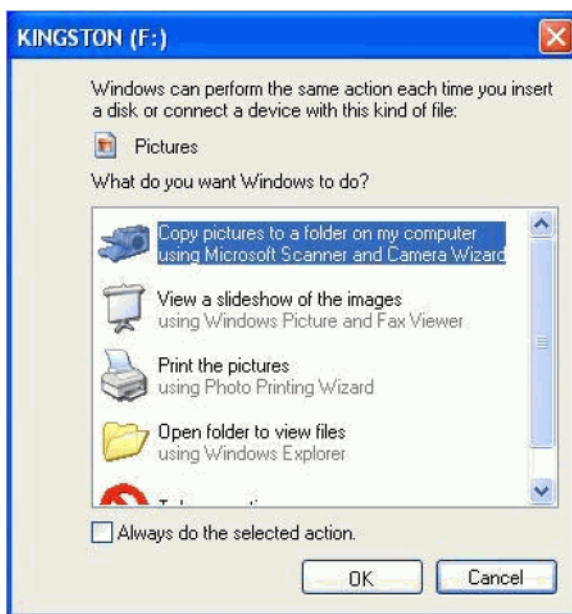 KINGSTON (F:)
Windows can perform the same action each time you insert
a disk or connect a device with this kind of file:
Pictures
What do you want Windows to do?
Copy pictures to a folder on my computer
using Microsoft Scanner and Camera Wizard
View a slideshow of the images
using Windows Picture and Fax Viewer
Print the pictures
using Photo Printing Wizard
Open folder to view files
using Windows Explorer
Always do the selected action.
OK
Cancel